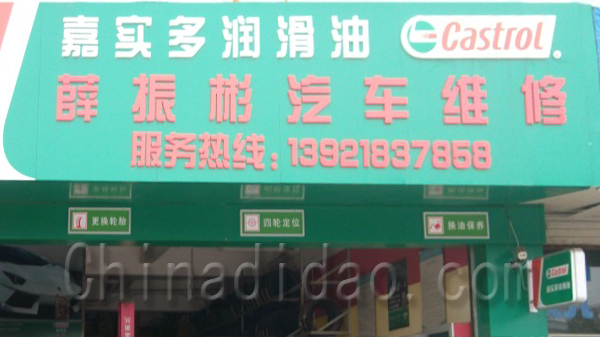 嘉实多润滑油 Castrol
薛振彬汽车维修
服务热线:13921837858
更换轮胎 四轮定位 换油保养
Chinadidao.com
Castrol